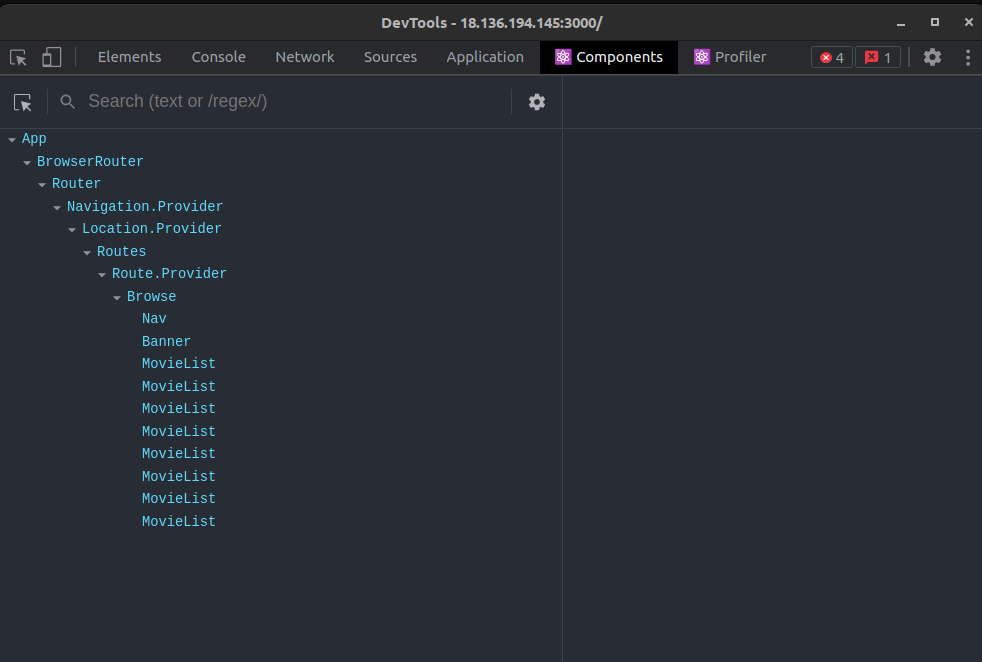 DevTools - 18.136.194.145:3000/
Elements Console Network Sources Application Components Profiler 4 1
Search (text or /regex/)
App
BrowserRouter
Router
Navigation.Provider
Location.Provider
Routes
Route.Provider
Browse
Nav
Banner
MovieList
MovieList
MovieList
MovieList
MovieList
MovieList
MovieList
MovieList